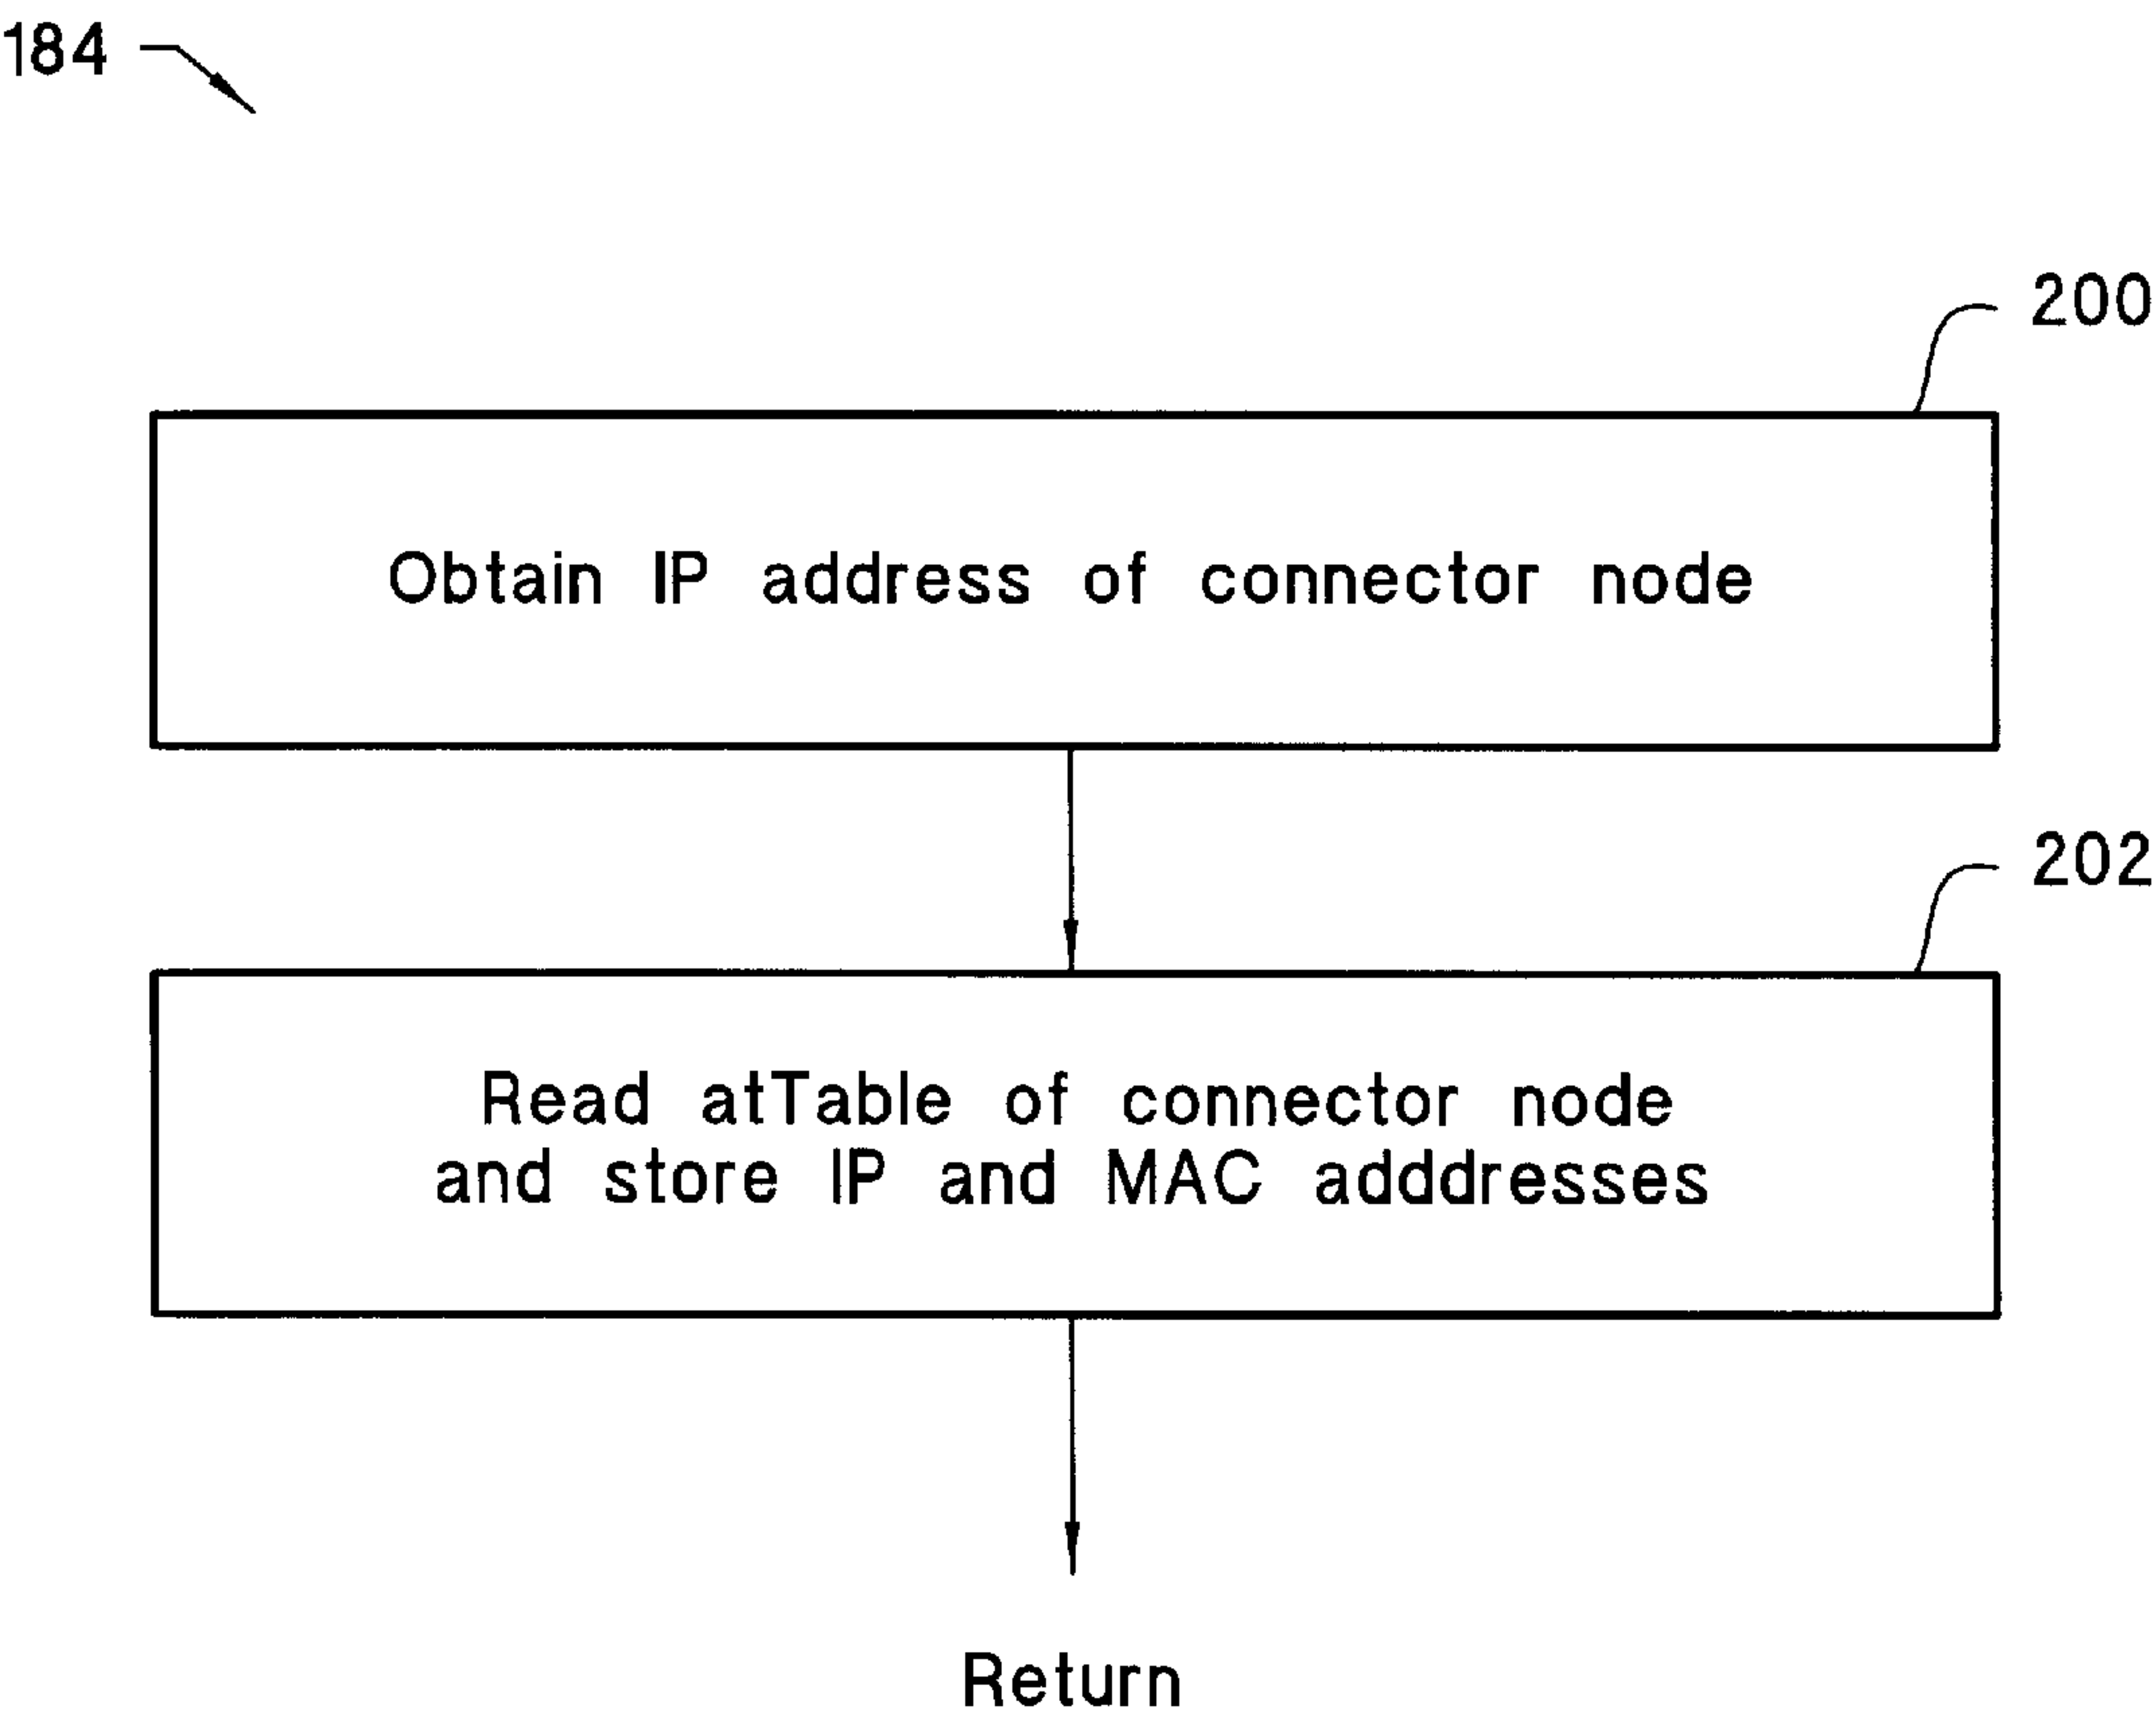 184
200
Obtain IP address of connector node
202
Read atTable of connector node
and store IP and MAC adddresses
Return